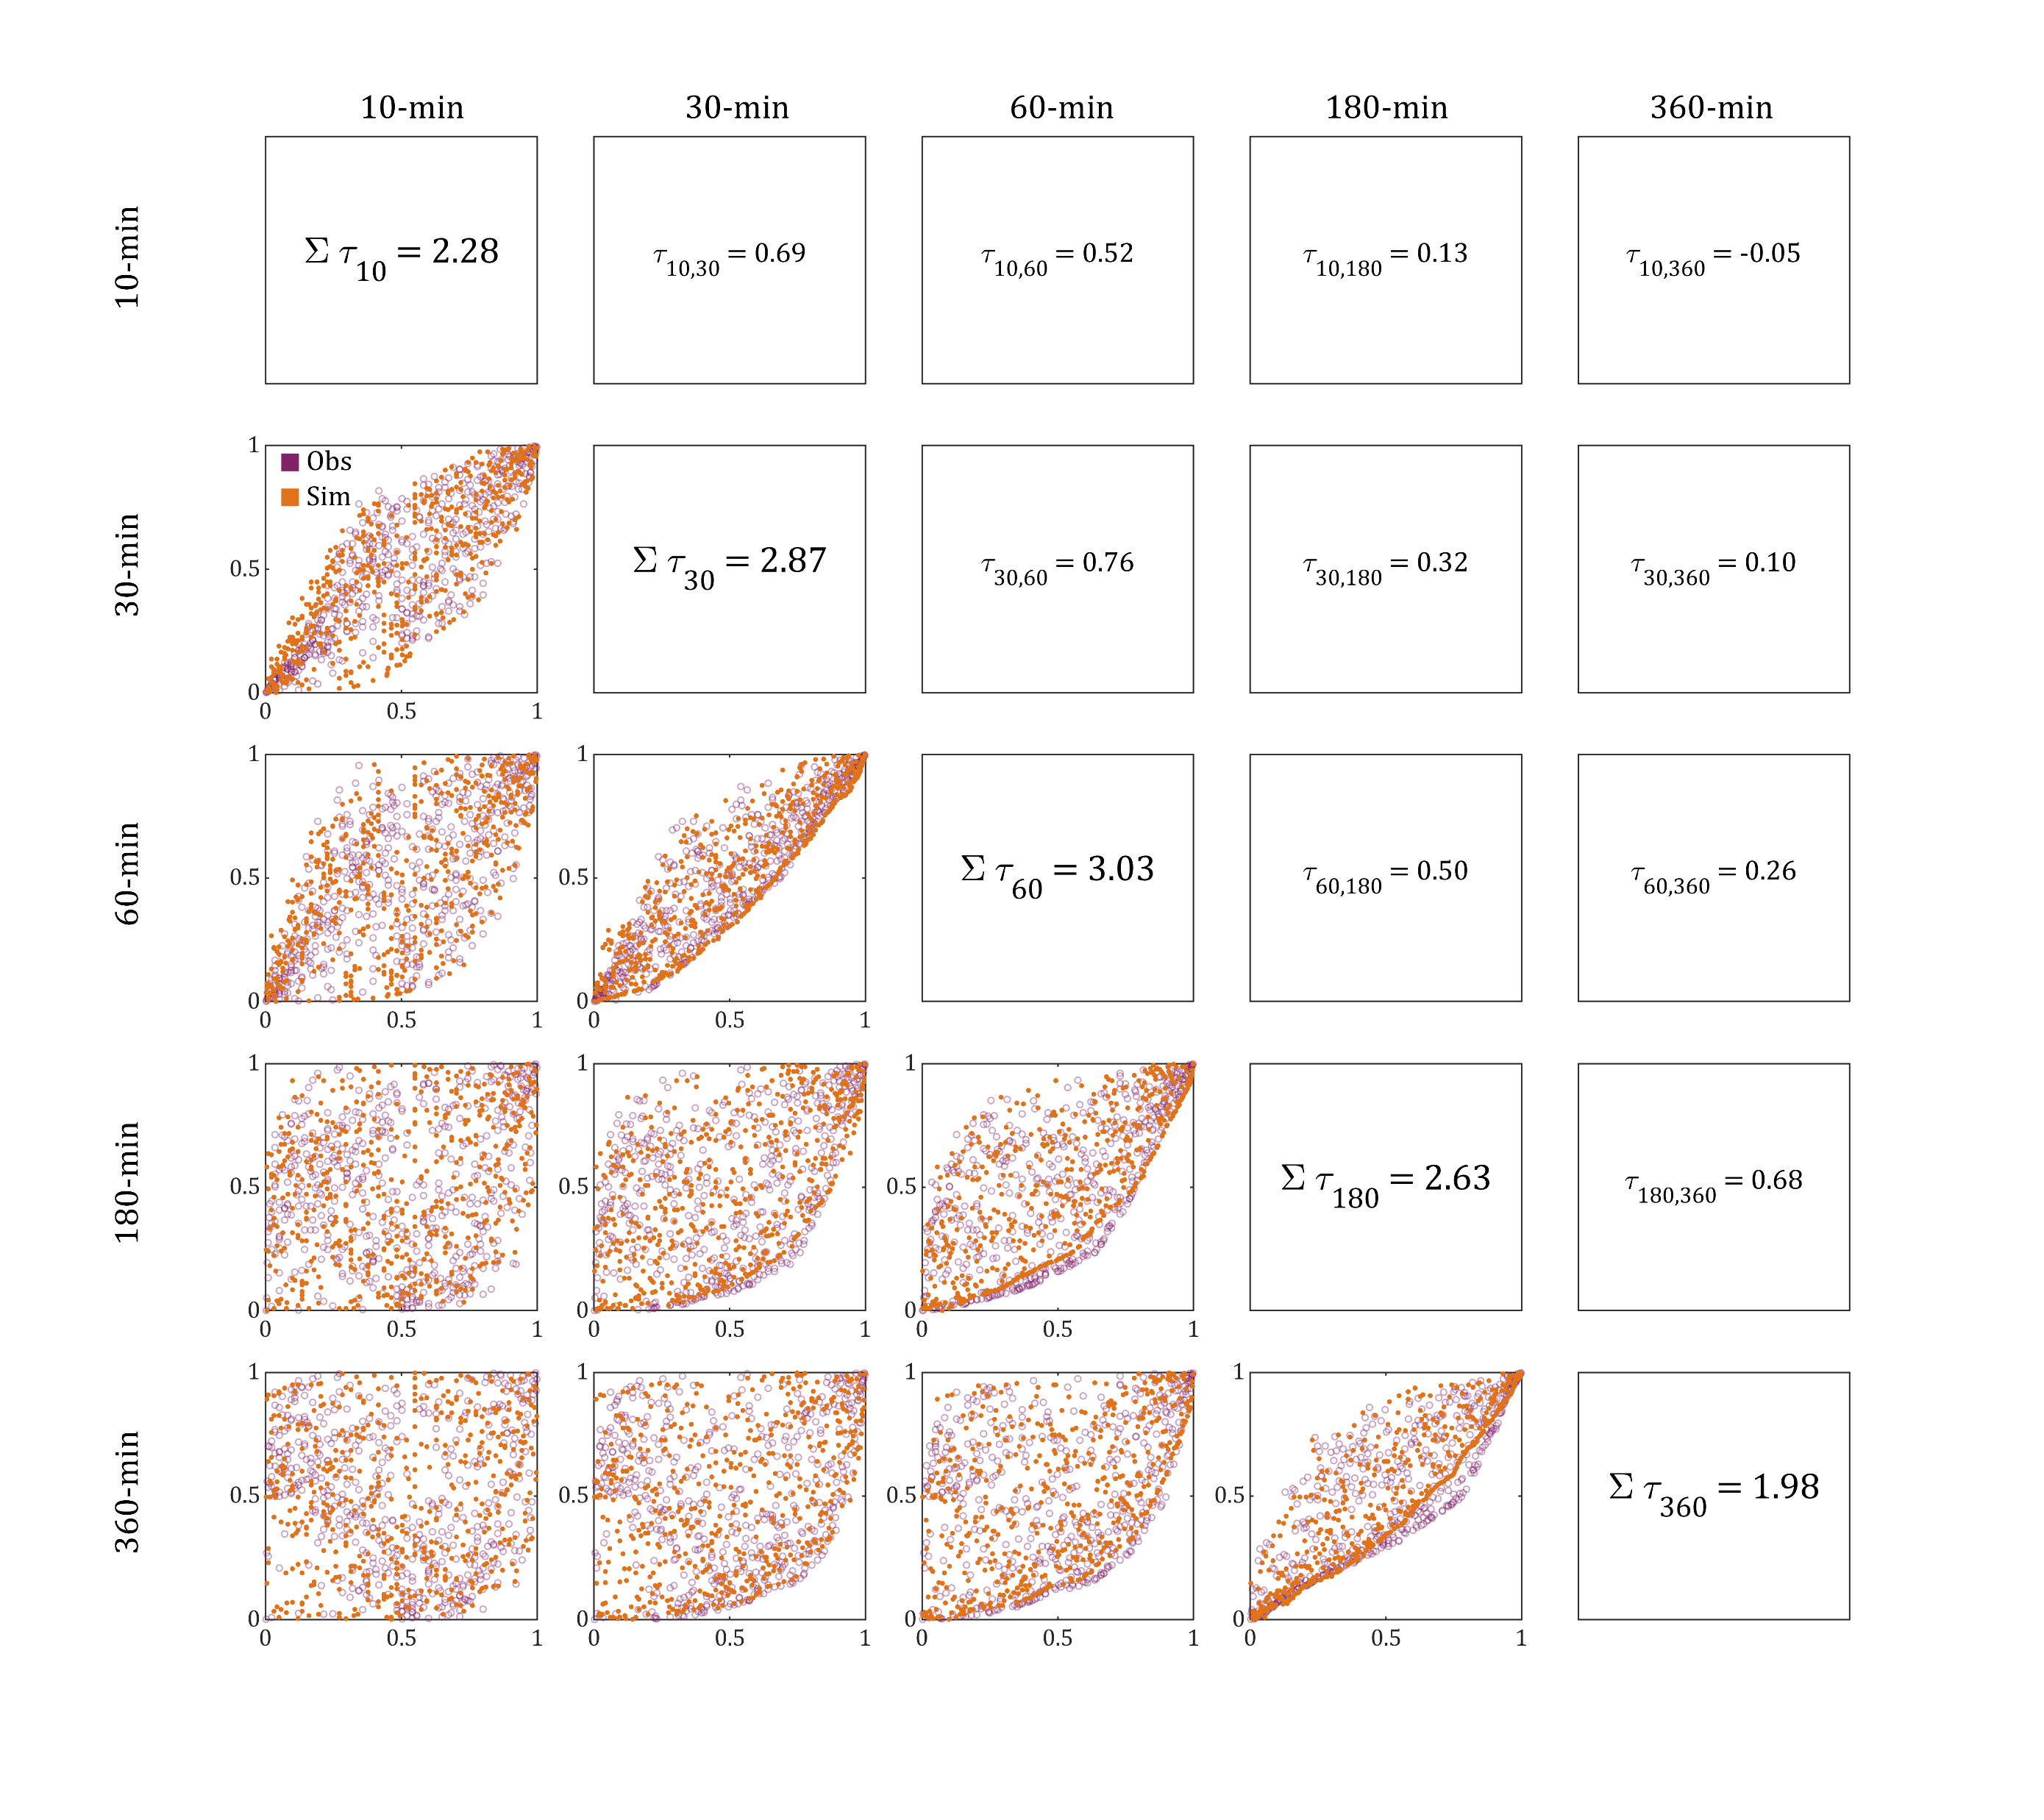 10-min 30-min 60-min 180-min 360-min
10-min
Σ τ10 = 2.28
τ10,30 = 0.69
τ10,60 = 0.52
τ10,180 = 0.13
τ10,360 = -0.05
30-min
1
0.5
0
0 0.5 1
Obs
Sim
Σ τ30 = 2.87
τ30,60 = 0.76
τ30,180 = 0.32
τ30,360 = 0.10
60-min
1
0.5
0
0 0.5 1
1
0.5
0
0 0.5 1
Σ τ60 = 3.03
τ60,180 = 0.50
τ60,360 = 0.26
180-min
1
0.5
0
0 0.5 1
1
0.5
0
0 0.5 1
1
0.5
0
0 0.5 1
Σ τ180 = 2.63
τ180,360 = 0.68
360-min
1
0.5
0
0 0.5 1
1
0.5
0
0 0.5 1
1
0.5
0
0 0.5 1
1
0.5
0
0 0.5 1
Σ τ360 = 1.98